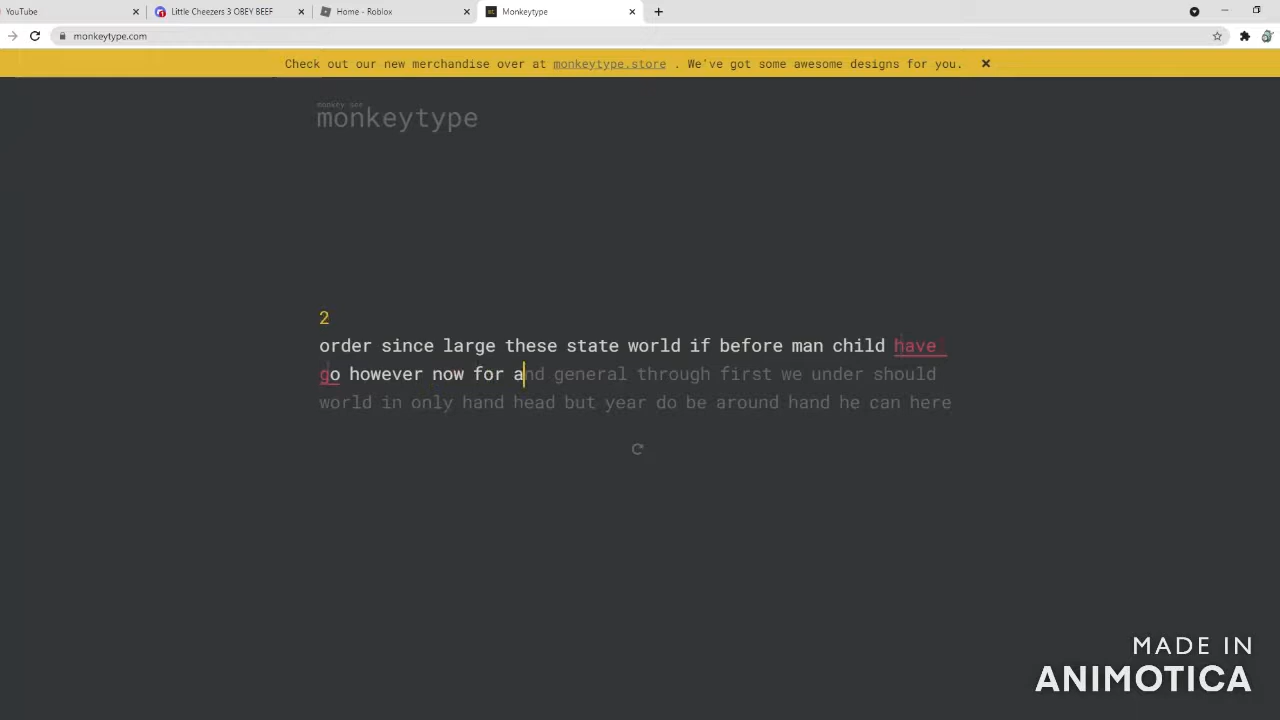 YouTube
Little Cheezers 3 OBEY BEEF
Home - Roblox
Monkeytype
monkeytype.com
Check out our new merchandise over at monkeytype.store . We've got some awesome designs for you.
monkey see
monkeytype
2
order since large these state world if before man child have
go however now for and general through first we under should
world in only hand head but year do be around hand he can here
MADE IN
ANIMOTICA